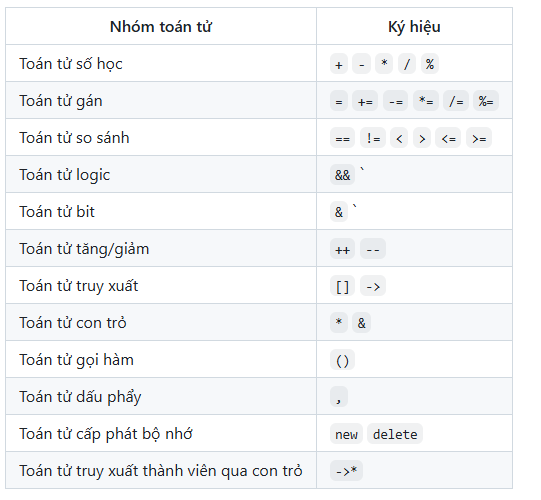 Nhóm toán tử Ký hiệu
Toán tử số học + - * / %
Toán tử gán = += -= *= /= %=
Toán tử so sánh == != < > <= >=
Toán tử logic && `
Toán tử bit & `
Toán tử tăng/giảm ++ --
Toán tử truy xuất [] ->
Toán tử con trỏ * &
Toán tử gọi hàm ()
Toán tử dấu phẩy ,
Toán tử cấp phát bộ nhớ new delete
Toán tử truy xuất thành viên qua con trỏ ->*